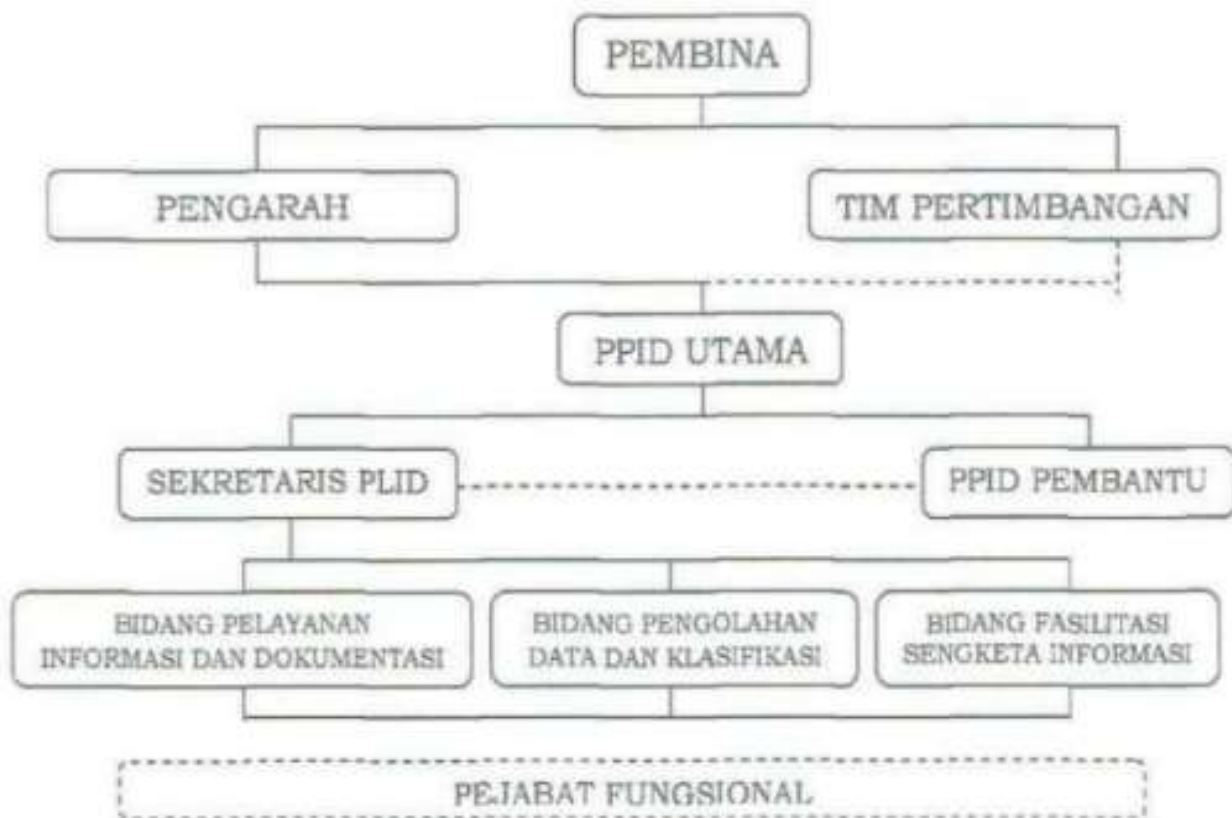 PEMBINA
PENGARAH
TIM PERTIMBANGAN
PPID UTAMA
SEKRETARIS PLID
PPID PEMBANTU
BIDANG PELAYANAN
INFORMASI DAN DOKUMENTASI
BIDANG PENGOLAHAN
DATA DAN KLASIFIKASI
BIDANG FASILITASI
SENGKETA INFORMASI
PEJABAT FUNGSIONAL